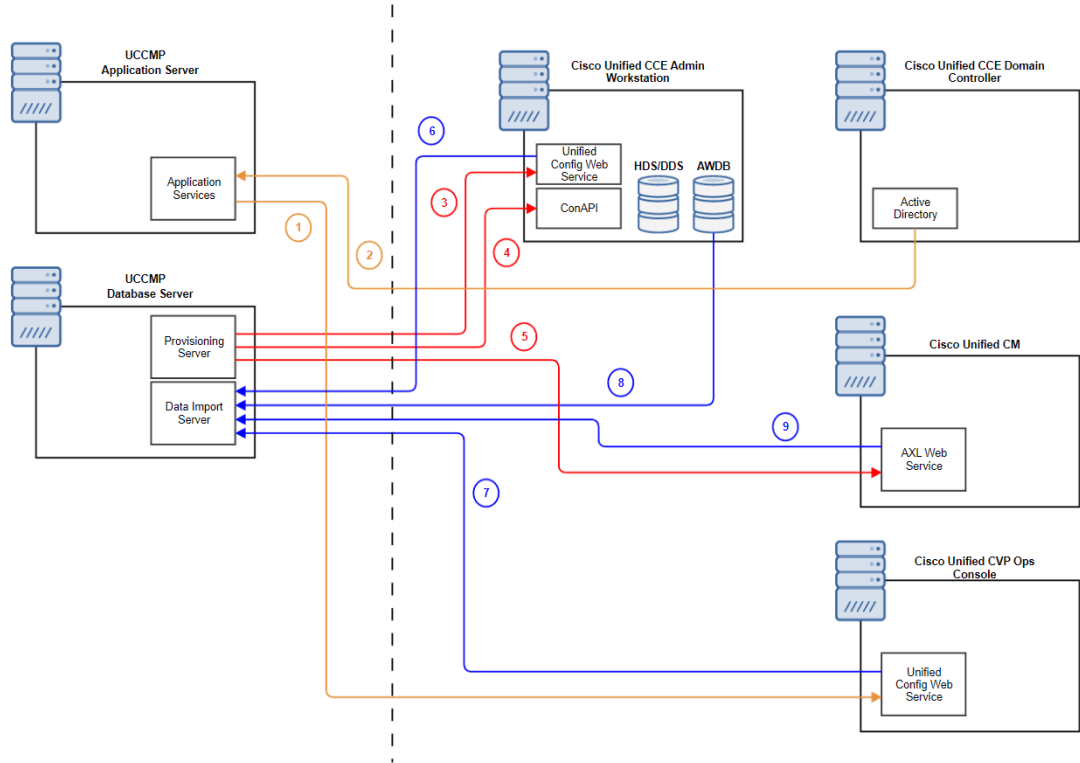 UCCMP
Application Server
Application
Services
1
2
UCCMP
Database Server
Provisioning
Server
Data Import
Server
6
3
4
5
8
9
7
Cisco Unified CCE Admin
Workstation
Unified
Config Web
Service
ConAPI
HDS/DDS
AWDB
Cisco Unified CCE Domain
Controller
Active
Directory
Cisco Unified CM
AXL Web
Service
Cisco Unified CVP Ops
Console
Unified
Config Web
Service